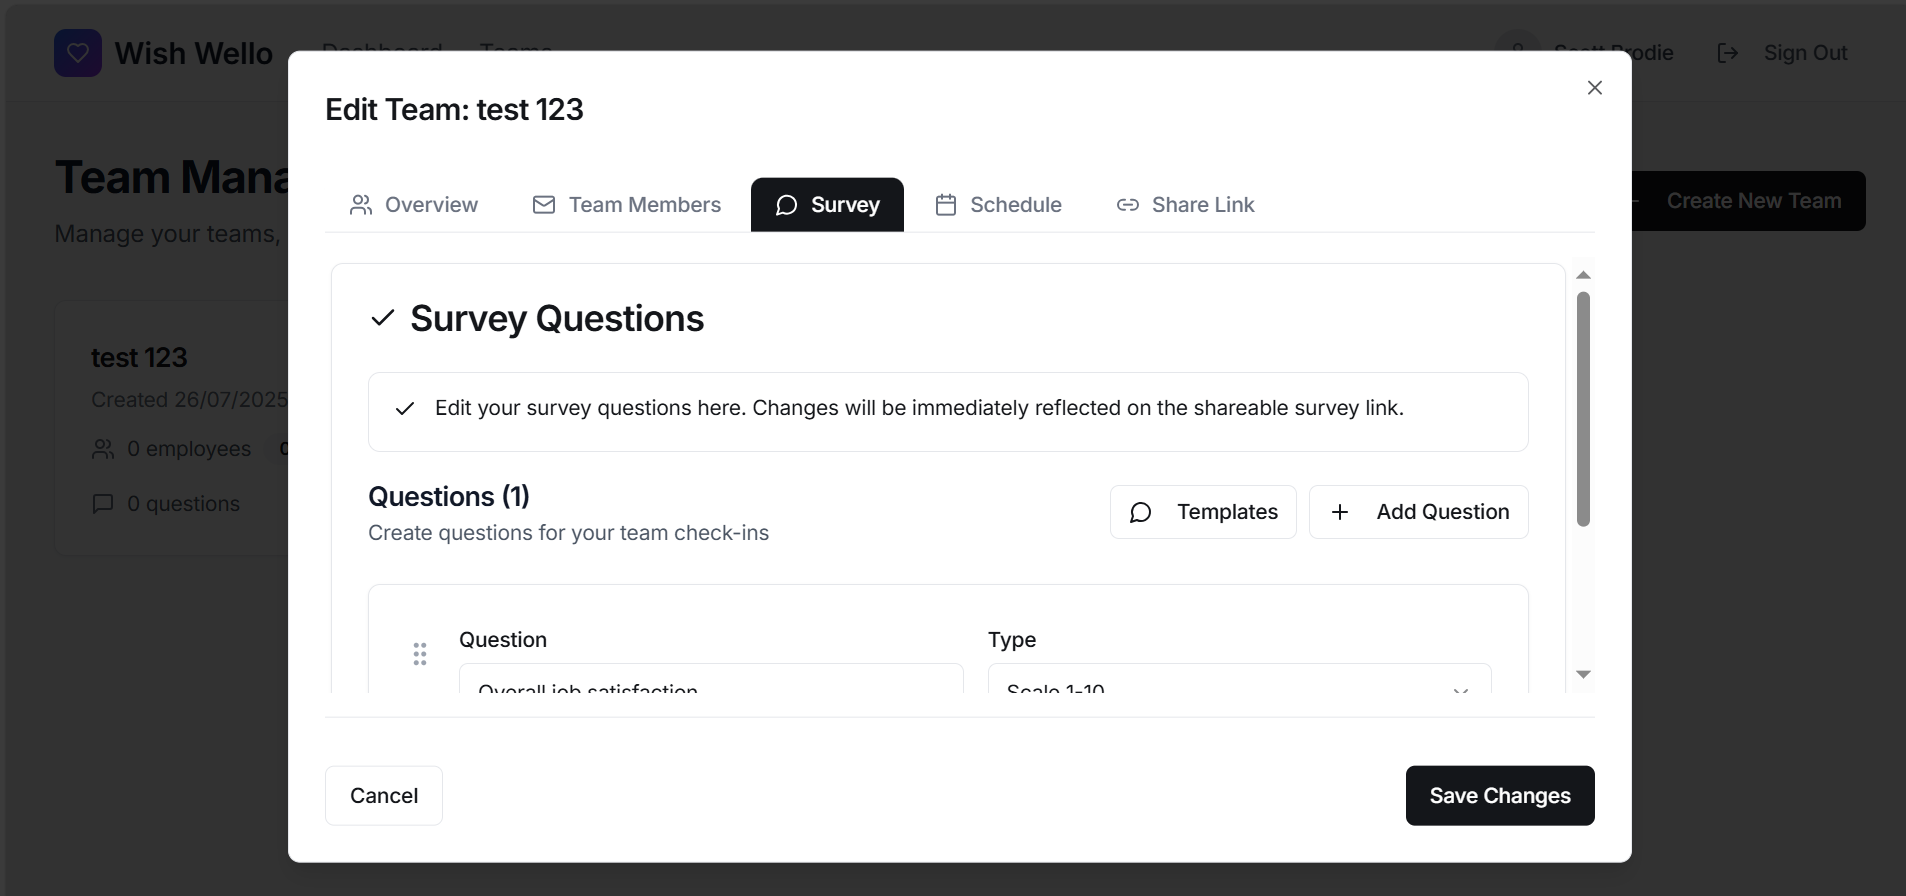 Wish Wello
Dashboard
Teams
Scott Brodie
Sign Out
Edit Team: test 123
Team Mana
Manage your teams,
Create New Team
Overview
Team Members
Survey
Schedule
Share Link
test 123
Created 26/07/2025
0 employees
0 questions
Survey Questions
Edit your survey questions here. Changes will be immediately reflected on the shareable survey link.
Questions (1)
Create questions for your team check-ins
Templates
Add Question
Question
Type
Overall job satisfaction
Scale 1-10
Cancel
Save Changes